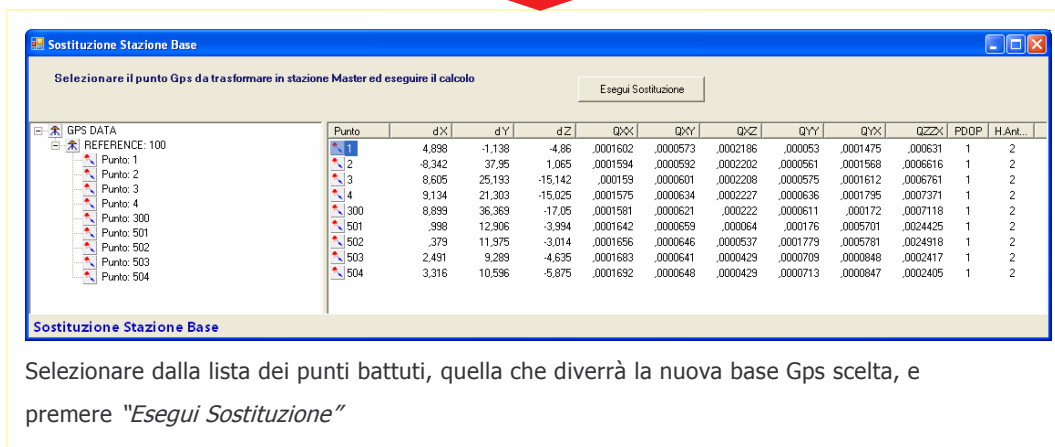 Sostituzione Stazione Base
Selezionare il punto Gps da trasformare in stazione Master ed eseguire il calcolo
Esegui Sostituzione
GPS DATA
REFERENCE: 100
Punto: 1
Punto: 2
Punto: 3
Punto: 4
Punto: 300
Punto: 501
Punto: 502
Punto: 503
Punto: 504
Punto dX dY dZ QXX QXY QXZ QYY QYX QZZX PDOP H.Ant...
1 4,898 -1,138 -4,86 ,0001602 ,0000573 ,0002186 ,000053 ,0001475 ,000631 1 2
2 -8,342 37,95 1,065 ,0001594 ,0000592 ,0002202 ,0000561 ,0001568 ,0006616 1 2
3 8,605 25,193 -15,142 ,000159 ,0000601 ,0002208 ,0000575 ,0001612 ,0006761 1 2
4 9,134 21,303 -15,025 ,0001575 ,0000634 ,0002227 ,0000636 ,0001795 ,0007371 1 2
300 8,899 36,369 -17,05 ,0001581 ,0000621 ,000222 ,0000611 ,000172 ,0007118 1 2
501 ,998 12,906 -3,994 ,0001642 ,0000659 ,000064 ,000176 ,0005701 ,0024425 1 2
502 ,379 11,975 -3,014 ,0001656 ,0000646 ,0000537 ,0001779 ,0005781 ,0024918 1 2
503 2,491 9,289 -4,635 ,0001683 ,0000641 ,0000429 ,0000709 ,0000848 ,0002417 1 2
504 3,316 10,596 -5,875 ,0001692 ,0000648 ,0000429 ,0000713 ,0000847 ,0002405 1 2
Sostituzione Stazione Base
Selezionare dalla lista dei punti battuti, quella che diverrà la nuova base Gps scelta, e
premere “Esegui Sostituzione”